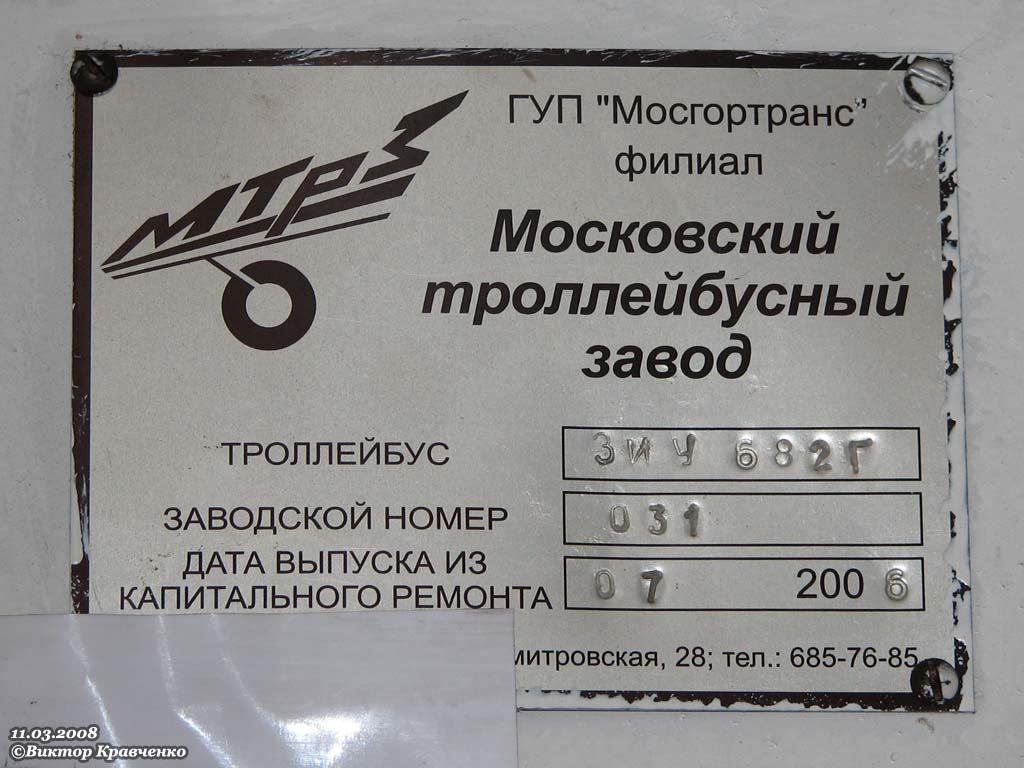 МТРЗ
ГУП "Мосгортранс"
филиал
Московский
троллейбусный
завод
ТРОЛЛЕЙБУС ЗИУ 682Г
ЗАВОДСКОЙ НОМЕР 031
ДАТА ВЫПУСКА ИЗ
КАПИТАЛЬНОГО РЕМОНТА 07 2006
28; тел.: 685-76-85
11.03.2008
©Виктор Кравченко